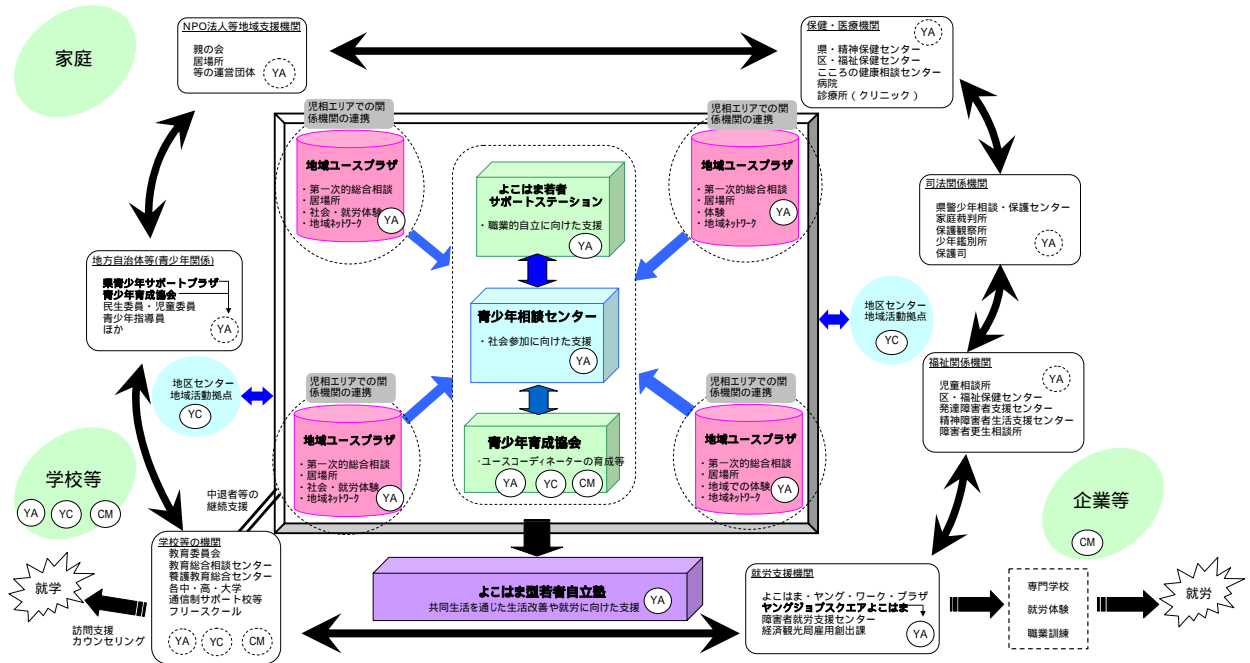 家庭
NPO法人等地域支援機関
親の会
居場所
等の運営団体
YA
保健・医療機関
YA
県・精神保健センター
区・福祉保健センター
こころの健康相談センター
病院
診療所(クリニック)
児相エリアでの関
係機関の連携
地域ユースプラザ
・第一次的総合相談
・居場所
・社会・就労体験
・地域ネットワーク
YA
よこはま若者
サポートステーション
・職業的自立に向けた支援
YA
児相エリアでの関
係機関の連携
地域ユースプラザ
・第一次的総合相談
・居場所
・体験
・地域ネットワーク
YA
司法関係機関
県警少年相談・保護センター
家庭裁判所
保護観察所
少年鑑別所
保護司
YA
地方自治体等(青少年関係)
県青少年サポートプラザ
青少年育成協会
民生委員・児童委員
青少年指導員
ほか
YA
青少年相談センター
・社会参加に向けた支援
YA
地区センター
地域活動拠点
YC
地区センター
地域活動拠点
YC
福祉関係機関
児童相談所
区・福祉保健センター
発達障害者支援センター
精神障害者生活支援センター
障害者更生相談所
YA
児相エリアでの関
係機関の連携
地域ユースプラザ
・第一次的総合相談
・居場所
・社会・就労体験
・地域ネットワーク
YA
青少年育成協会
・ユースコーディネーターの育成等
YA YC CM
児相エリアでの関
係機関の連携
地域ユースプラザ
・第一次的総合相談
・居場所
・地域での体験
・地域ネットワーク
YA
学校等
YA YC CM
中退者等の
継続支援
企業等
CM
学校等の機関
教育委員会
教育総合相談センター
養護教育総合センター
各中・高・大学
通信制サポート校等
フリースクール
YA YC CM
就学
訪問支援
カウンセリング
よこはま型若者自立塾
共同生活を通じた生活改善や就労に向けた支援
YA
就労支援機関
よこはま・ヤング・ワーク・プラザ
ヤングジョブスクエアよこはま
障害者就労支援センター
経済観光局雇用創出課
YA
専門学校
就労体験
職業訓練
就労